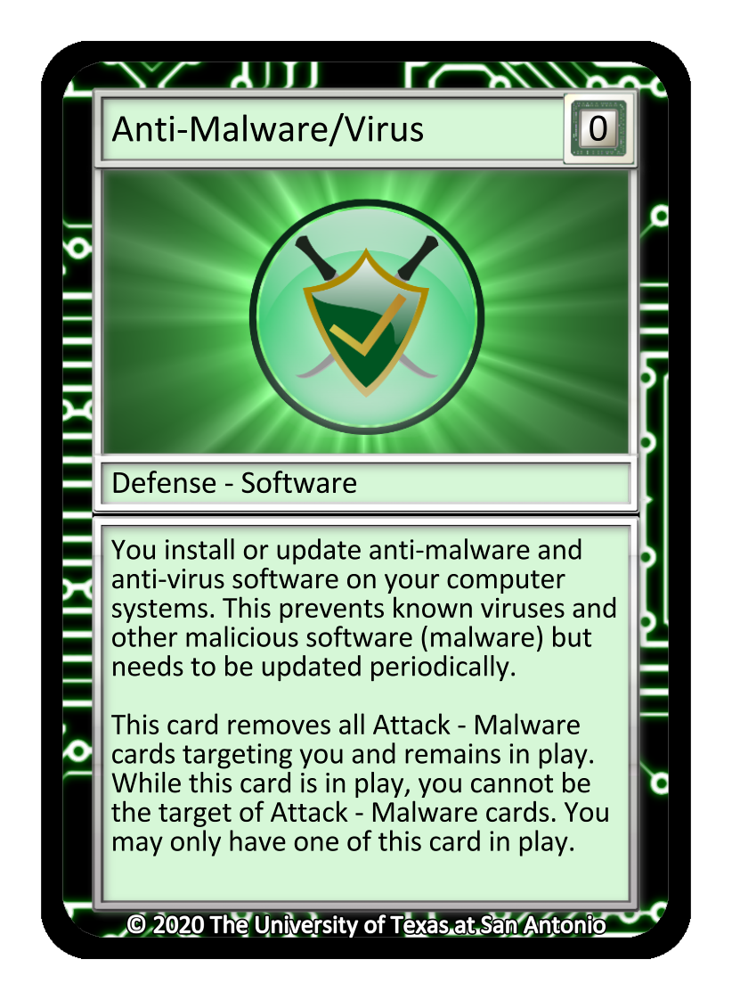 Anti-Malware/Virus
0
Defense - Software
You install or update anti-malware and
anti-virus software on your computer
systems. This prevents known viruses and
other malicious software (malware) but
needs to be updated periodically.
This card removes all Attack - Malware
cards targeting you and remains in play.
While this card is in play, you cannot be
the target of Attack - Malware cards. You
may only have one of this card in play.
© 2020 The University of Texas at San Antonio